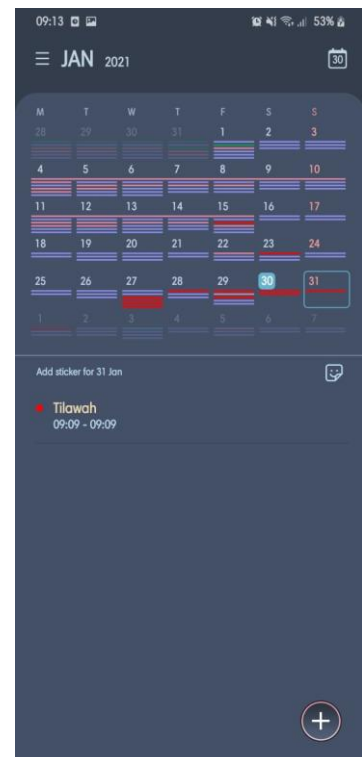 09:13 53%
JAN 2021 30
M T W T F S S
28 29 30 31 1 2 3
4 5 6 7 8 9 10
11 12 13 14 15 16 17
18 19 20 21 22 23 24
25 26 27 28 29 30 31
1 2 3 4 5 6 7
Add sticker for 31 Jan
Tilawah
09:09 - 09:09